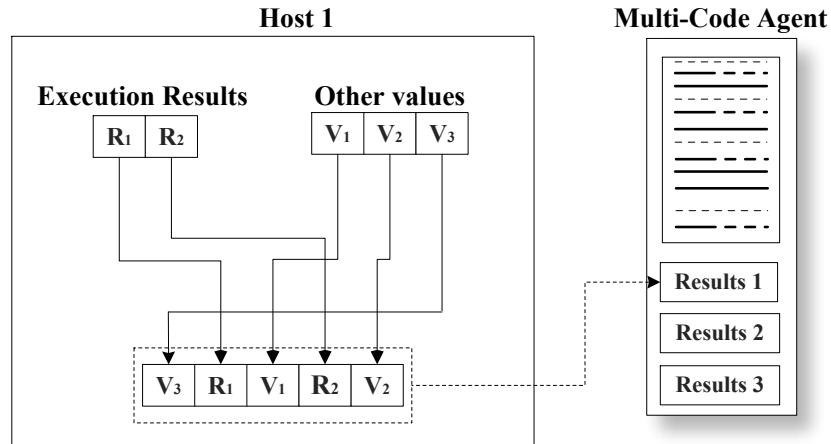 Host 1
Multi-Code Agent
Execution Results
Other values
R1 R2
V1 V2 V3
Results 1
Results 2
V3 R1 V1 R2 V2
Results 3